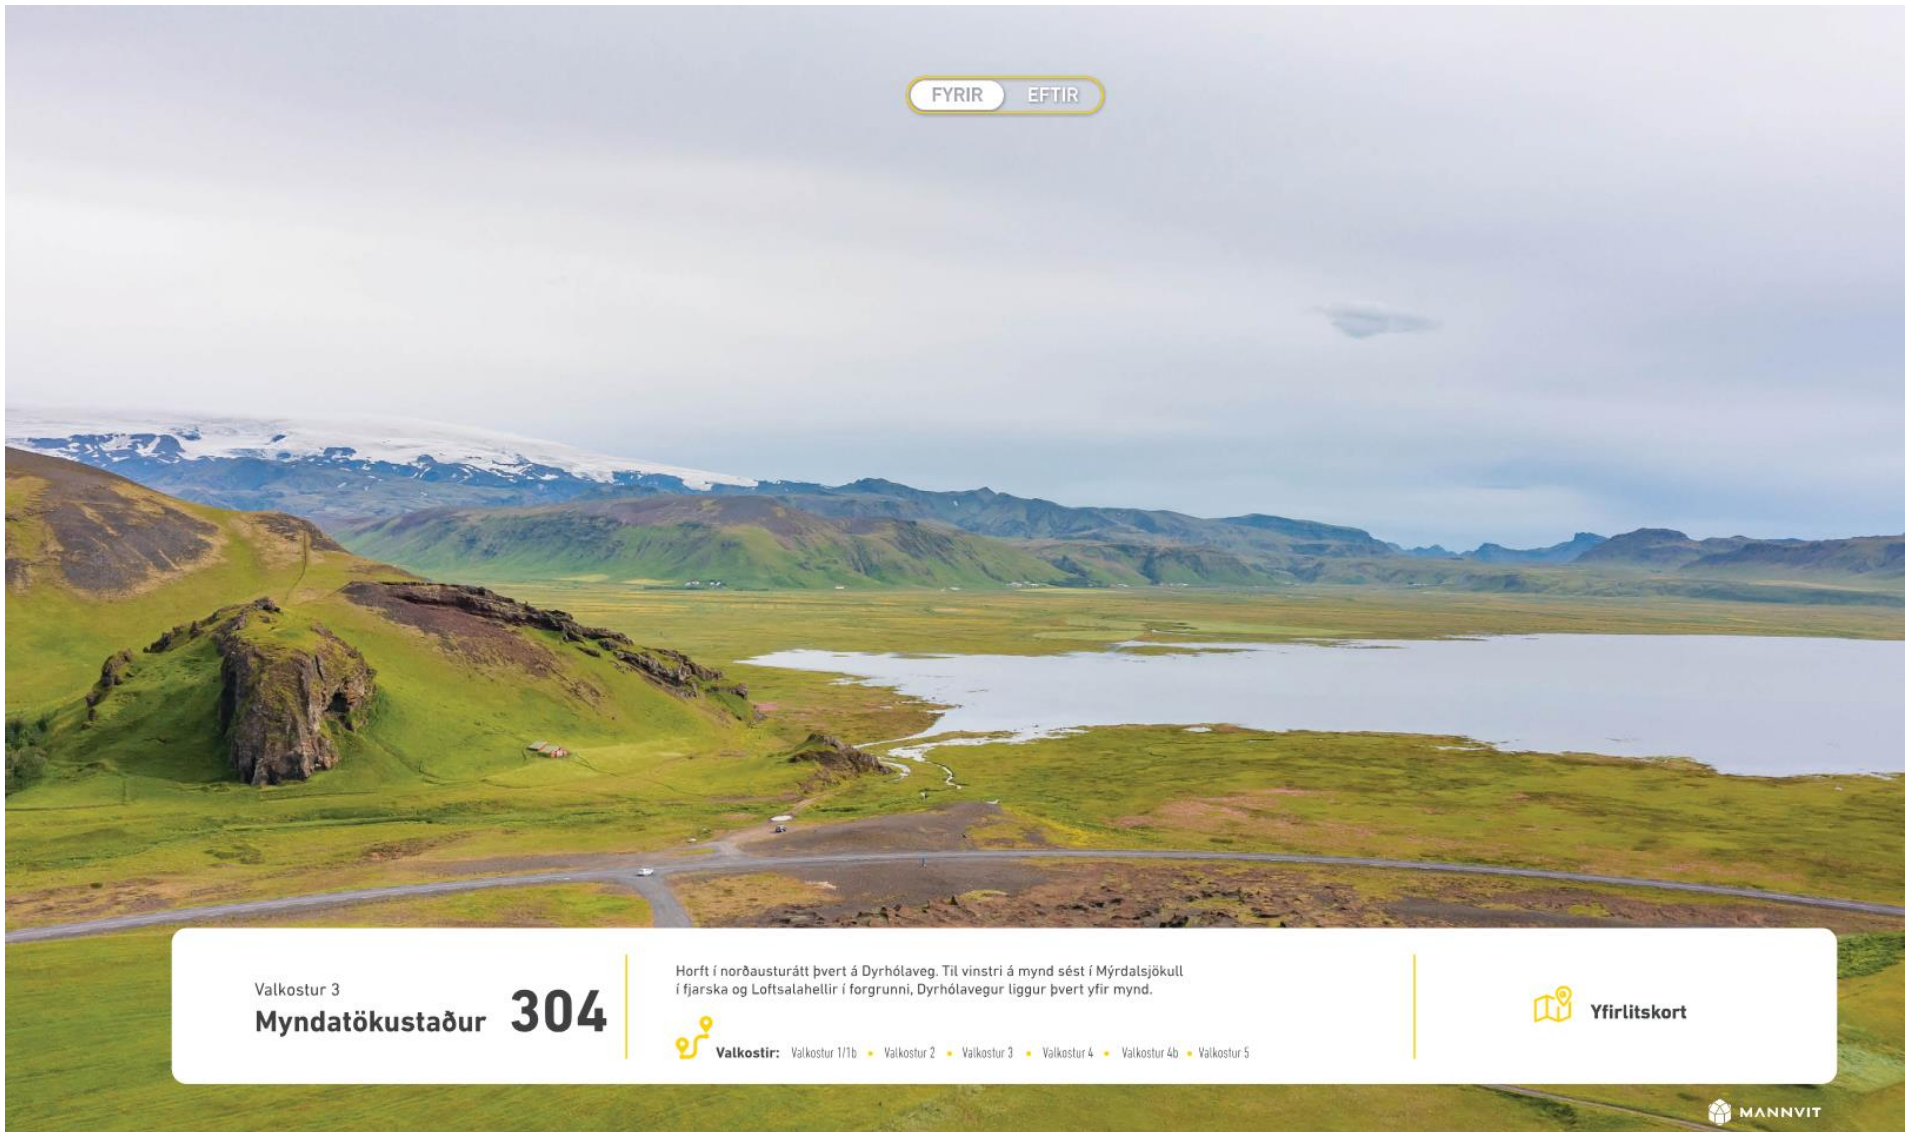 FYRIR EFTIR
Valkostur 3
Myndatökustaður 304
Horft í norðausturátt þvert á Dyrhólaveg. Til vinstri á mynd sést í Mýrdalsjökull
í fjarska og Loftsalahellir í forgrunni, Dyrhólavegur liggur þvert yfir mynd.
Valkostir: Valkostur 1/1b • Valkostur 2 • Valkostur 3 • Valkostur 4 • Valkostur 4b • Valkostur 5
Yfirlitskort
MANNVIT